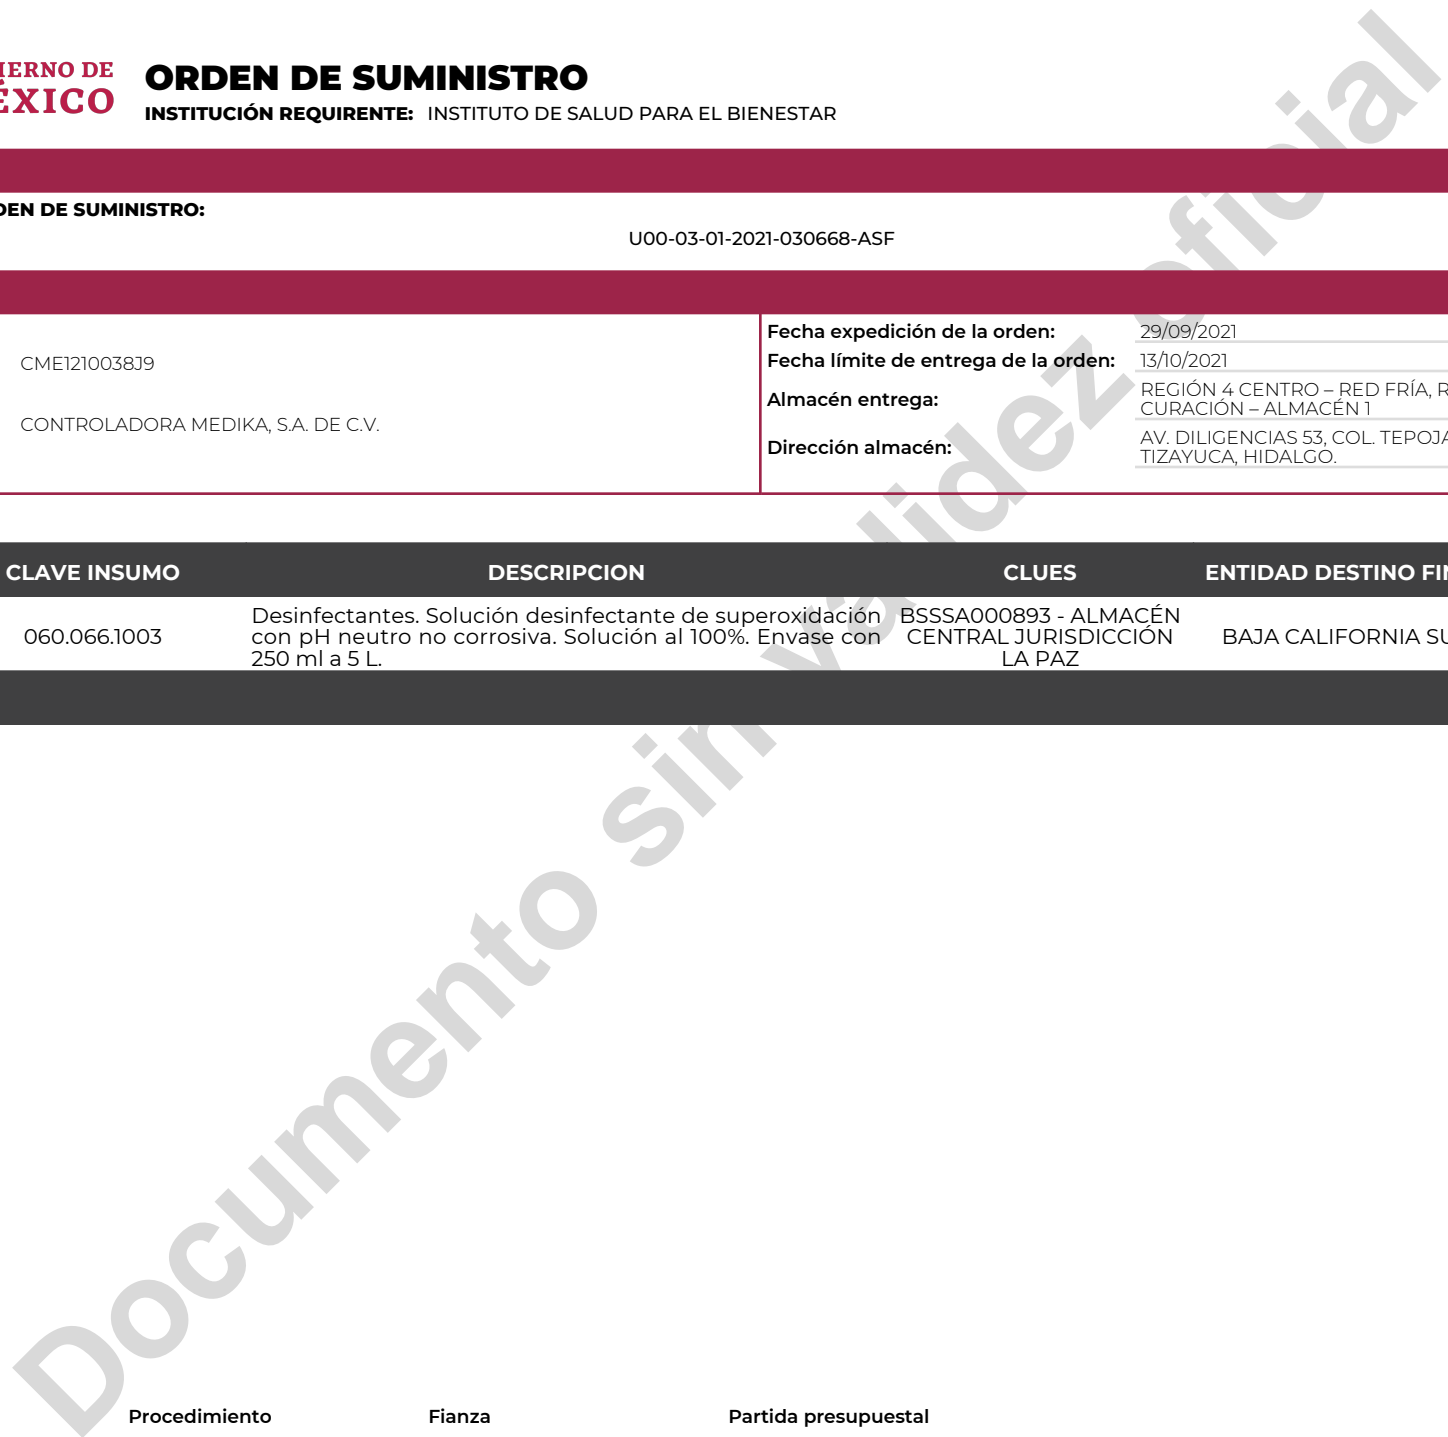 IERNO DE
ÉXICO
ORDEN DE SUMINISTRO
INSTITUCIÓN REQUIRENTE: INSTITUTO DE SALUD PARA EL BIENESTAR
DEN DE SUMINISTRO:
U00-03-01-2021-030668-ASF
CME1210038J9
CONTROLADORA MEDIKA, S.A. DE C.V.
Fecha expedición de la orden: 29/09/2021
Fecha límite de entrega de la orden: 13/10/2021
Almacén entrega: REGIÓN 4 CENTRO – RED FRÍA, R
CURACIÓN – ALMACÉN 1
Dirección almacén: AV. DILIGENCIAS 53, COL. TEPOJA
TIZAYUCA, HIDALGO.
CLAVE INSUMO DESCRIPCION CLUES ENTIDAD DESTINO FIN
060.066.1003
Desinfectantes. Solución desinfectante de superoxidación
con pH neutro no corrosiva. Solución al 100%. Envase con
250 ml a 5 L.
BSSSA000893 - ALMACÉN
CENTRAL JURISDICCIÓN
LA PAZ
BAJA CALIFORNIA SU
Documento sin validez oficial
Procedimiento Fianza Partida presupuestal